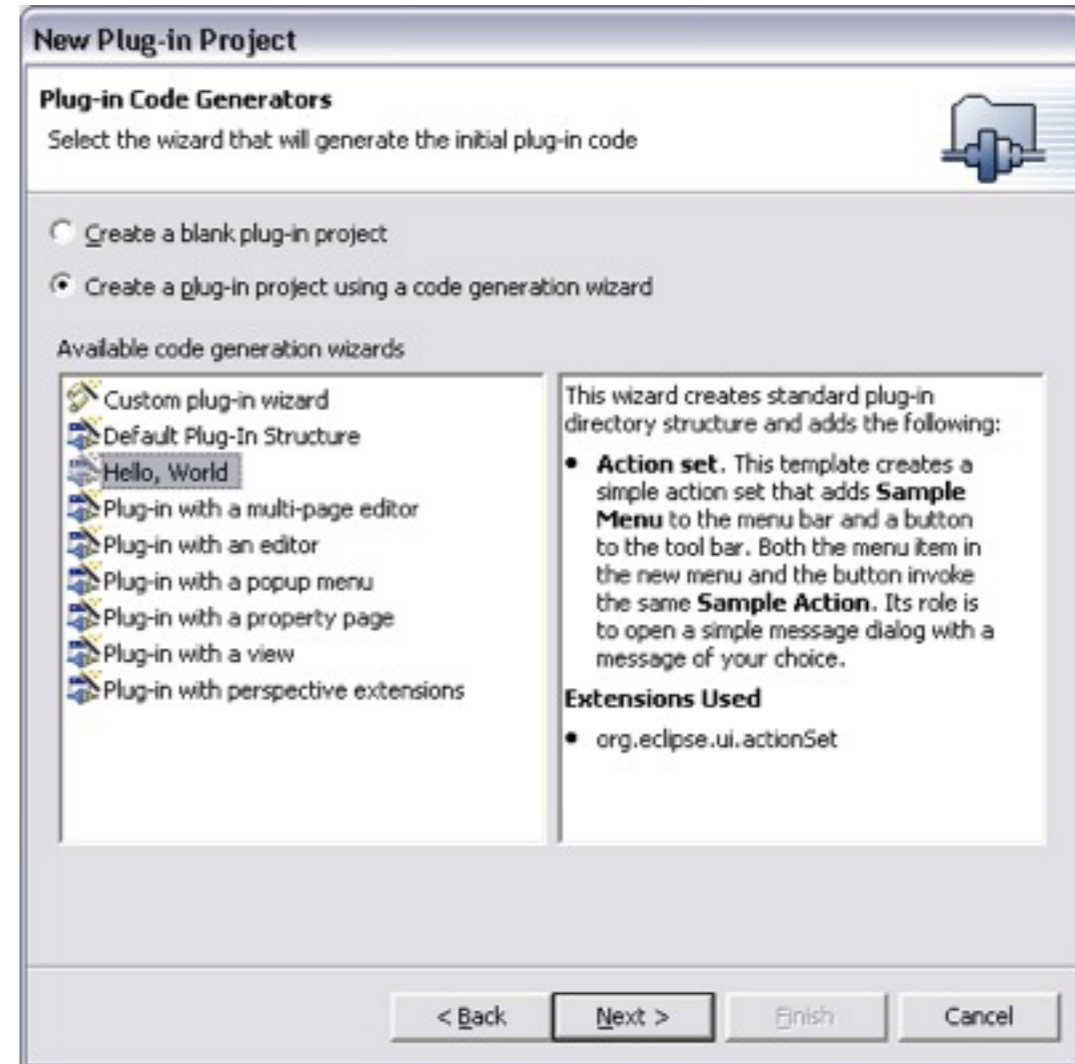 New Plug-in Project
Plug-in Code Generators
Select the wizard that will generate the initial plug-in code
Create a blank plug-in project
Create a plug-in project using a code generation wizard
Available code generation wizards
Custom plug-in wizard
Default Plug-In Structure
Hello, World
Plug-in with a multi-page editor
Plug-in with an editor
Plug-in with a popup menu
Plug-in with a property page
Plug-in with a view
Plug-in with perspective extensions
This wizard creates standard plug-in
directory structure and adds the following:
• Action set. This template creates a
simple action set that adds Sample
Menu to the menu bar and a button
to the tool bar. Both the menu item in
the new menu and the button invoke
the same Sample Action. Its role is
to open a simple message dialog with a
message of your choice.
Extensions Used
• org.eclipse.ui.actionSet
< Back
Next >
Finish
Cancel